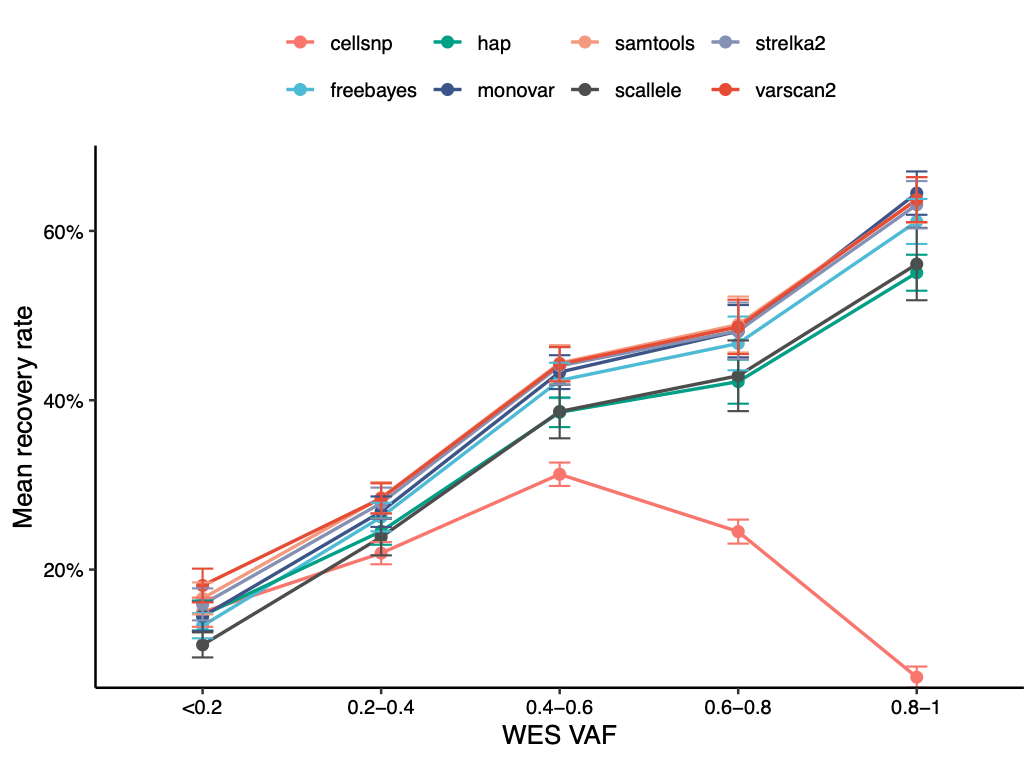 cellsnp hap samtools strelka2
freebayes monovar scallele varscan2
Mean recovery rate
60%
40%
20%
<0.2 0.2–0.4 0.4–0.6 0.6–0.8 0.8–1
WES VAF